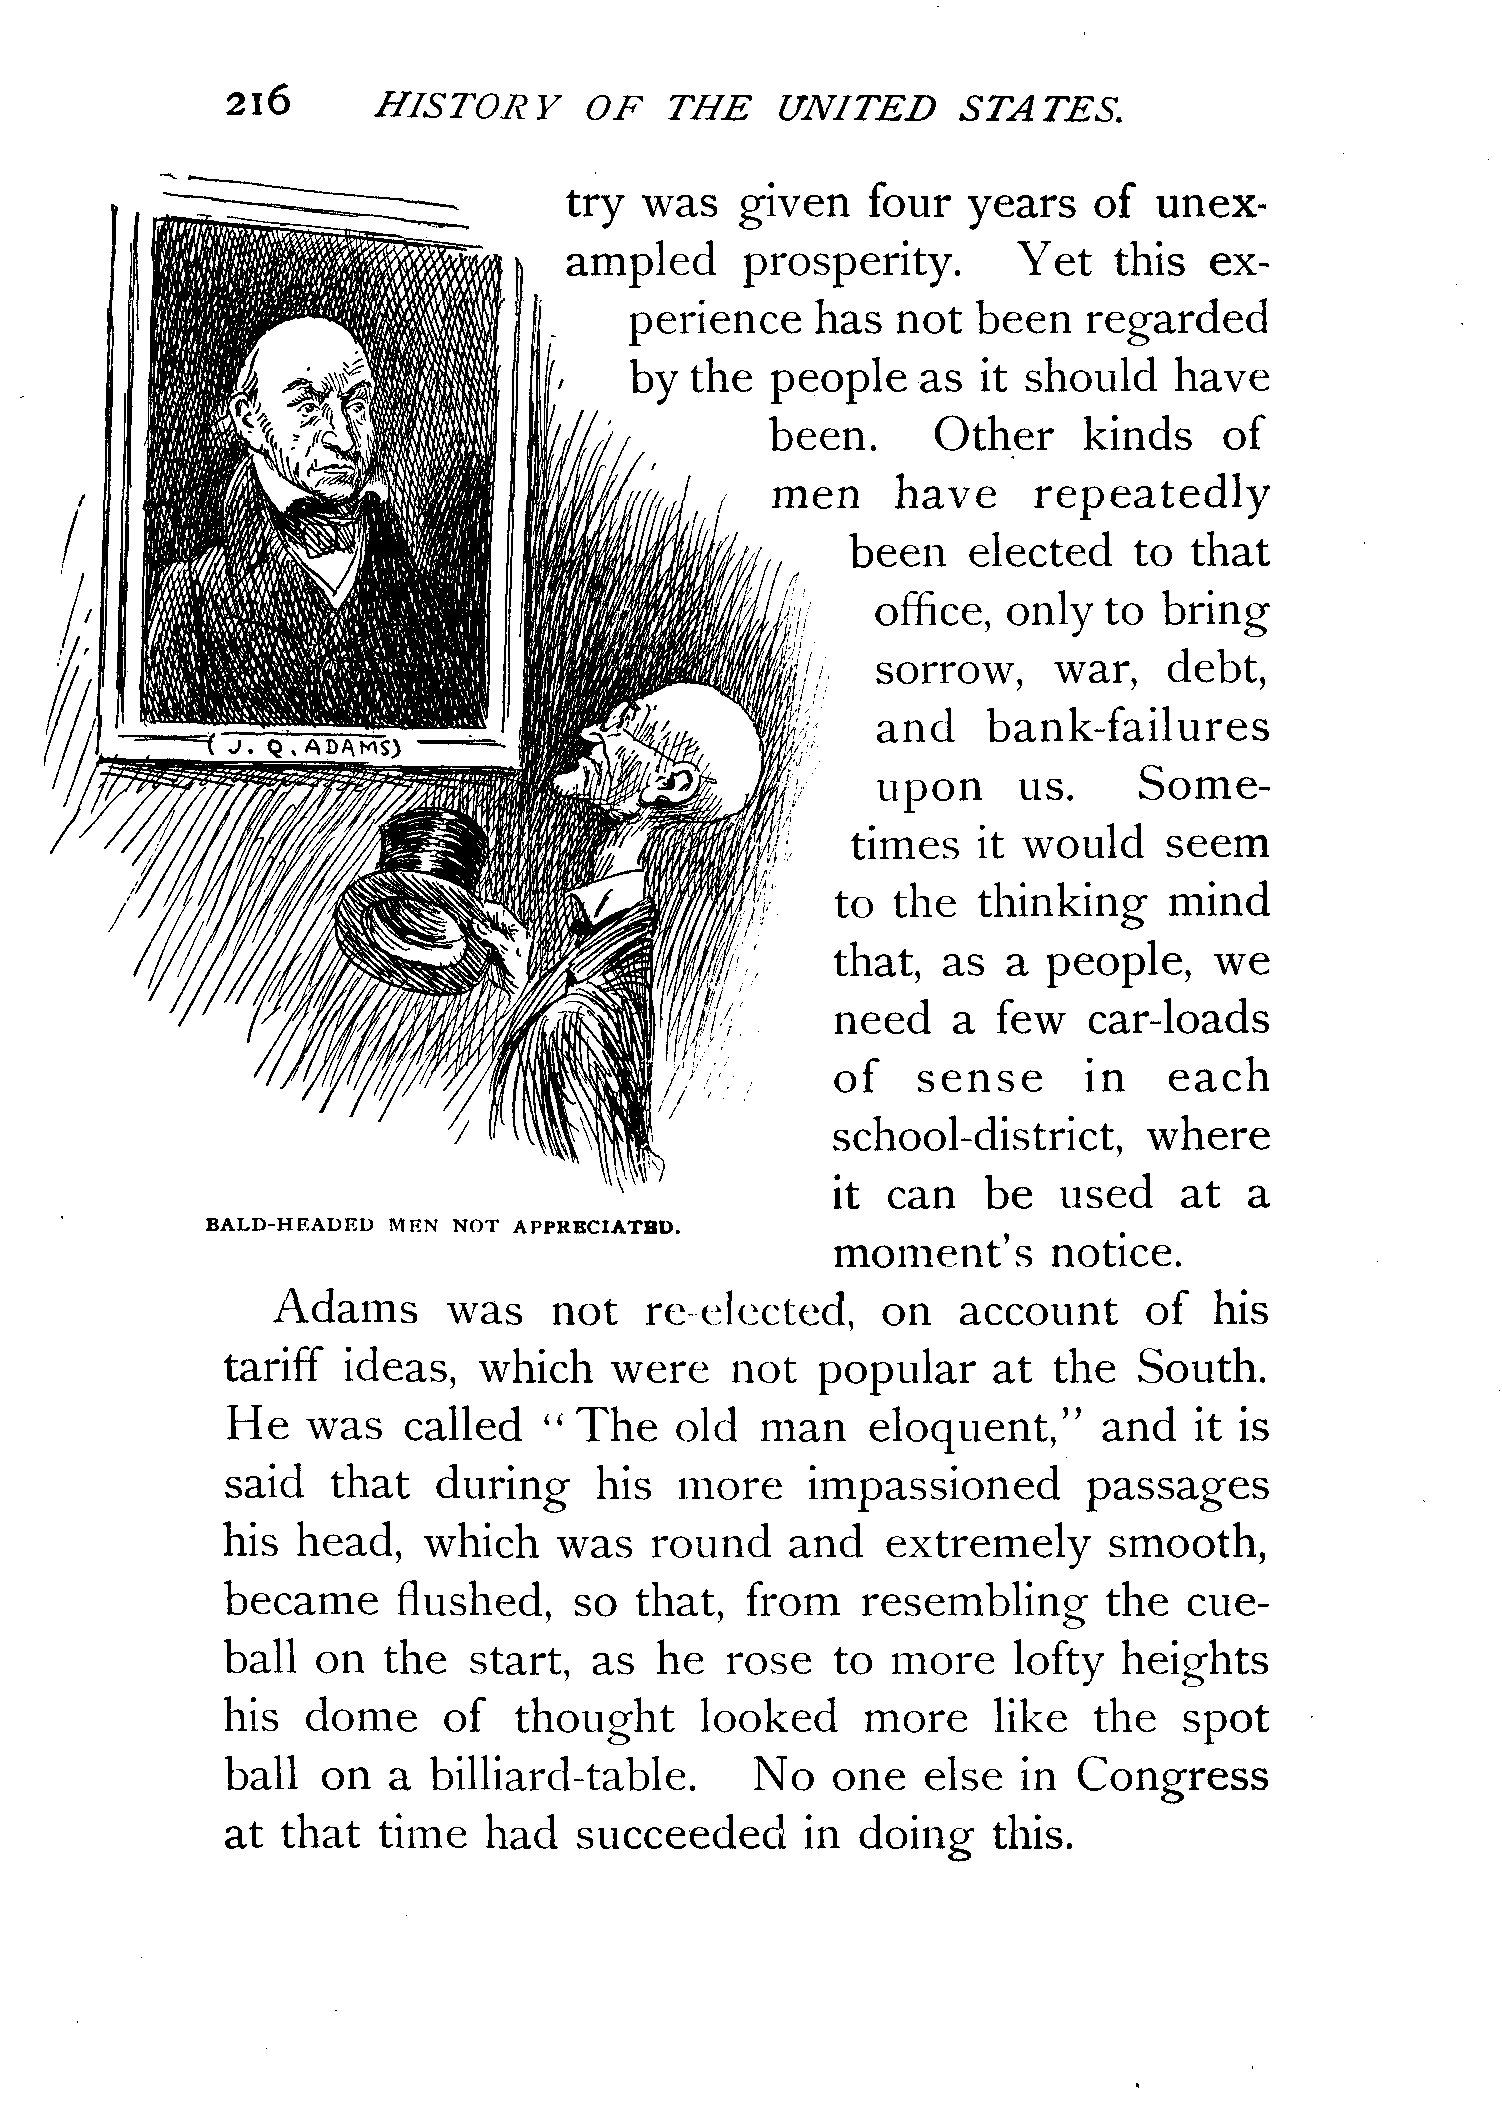 216 HISTORY OF THE UNITED STATES.
try was given four years of unex-
ampled prosperity. Yet this ex-
perience has not been regarded
by the people as it should have
been. Other kinds of
men have repeatedly
been elected to that
office, only to bring
sorrow, war, debt,
and bank-failures
upon us. Some-
times it would seem
to the thinking mind
that, as a people, we
need a few car-loads
of sense in each
school-district, where
it can be used at a
moment's notice.
(J. Q. ADAMS)
BALD-HEADED MEN NOT APPRECIATED.
Adams was not re-elected, on account of his
tariff ideas, which were not popular at the South.
He was called "The old man eloquent," and it is
said that during his more impassioned passages
his head, which was round and extremely smooth,
became flushed, so that, from resembling the cue-
ball on the start, as he rose to more lofty heights
his dome of thought looked more like the spot
ball on a billiard-table. No one else in Congress
at that time had succeeded in doing this.